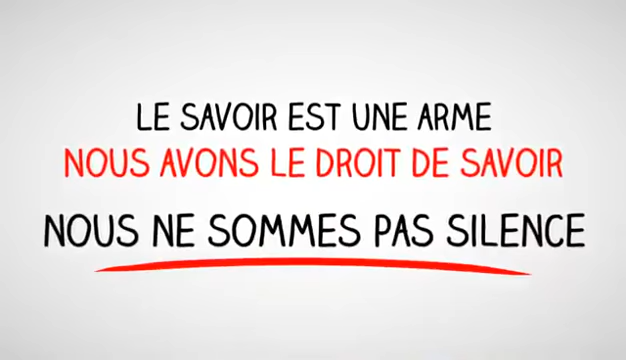 LE SAVOIR EST UNE ARME
NOUS AVONS LE DROIT DE SAVOIR
NOUS NE SOMMES PAS SILENCE